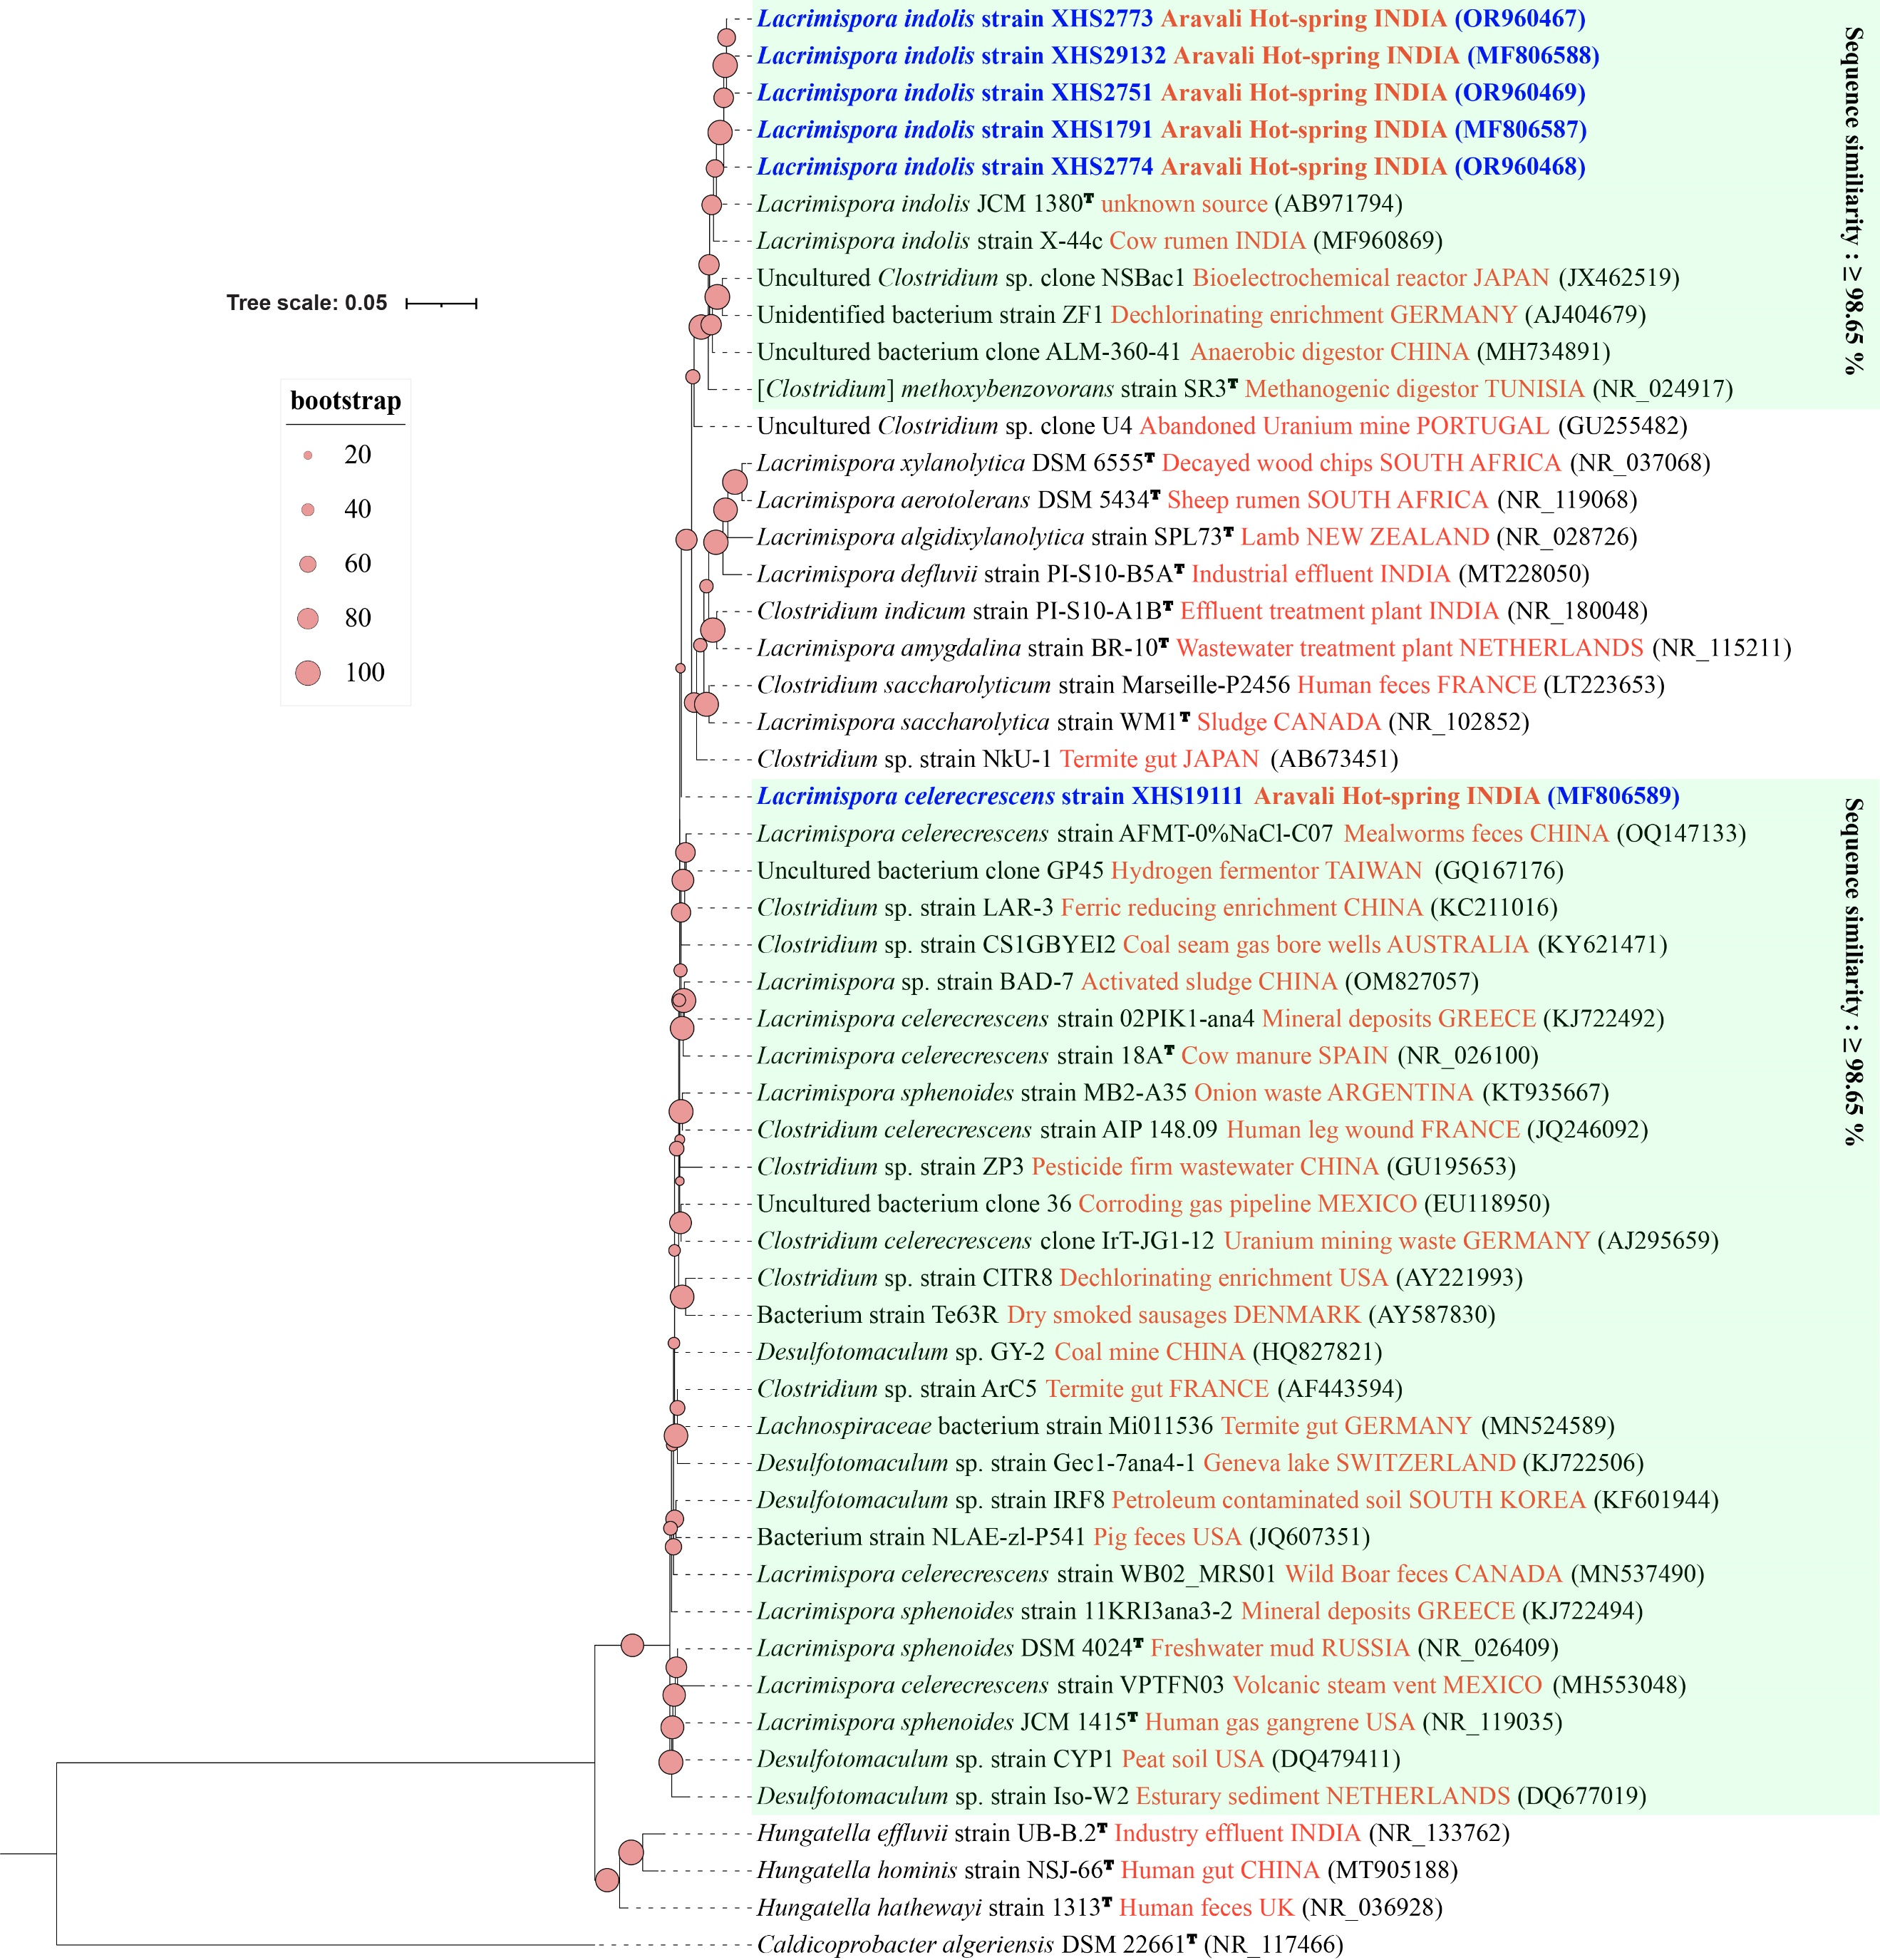 Lacrimispora indolis strain XHS2773 Aravali Hot-spring INDIA (OR960467)
Lacrimispora indolis strain XHS29132 Aravali Hot-spring INDIA (MF806588)
Lacrimispora indolis strain XHS2751 Aravali Hot-spring INDIA (OR960469)
Lacrimispora indolis strain XHS1791 Aravali Hot-spring INDIA (MF806587)
Lacrimispora indolis strain XHS2774 Aravali Hot-spring INDIA (OR960468)
Lacrimispora indolis JCM 1380T unknown source (AB971794)
Lacrimispora indolis strain X-44c Cow rumen INDIA (MF960869)
Uncultured Clostridium sp. clone NSBac1 Bioelectrochemical reactor JAPAN (JX462519)
Unidentified bacterium strain ZF1 Dechlorinating enrichment GERMANY (AJ404679)
Uncultured bacterium clone ALM-360-41 Anaerobic digestor CHINA (MH734891)
[Clostridium] methoxybenzovorans strain SR3T Methanogenic digestor TUNISIA (NR_024917)
Sequence similiarity : ≥ 98.65 %
Tree scale: 0.05
bootstrap
20
40
60
80
100
Uncultured Clostridium sp. clone U4 Abandoned Uranium mine PORTUGAL (GU255482)
Lacrimispora xylanolytica DSM 6555T Decayed wood chips SOUTH AFRICA (NR_037068)
Lacrimispora aerotolerans DSM 5434T Sheep rumen SOUTH AFRICA (NR_119068)
Lacrimispora algidixylanolytica strain SPL73T Lamb NEW ZEALAND (NR_028726)
Lacrimispora defluvii strain PI-S10-B5AT Industrial effluent INDIA (MT228050)
Clostridium indicum strain PI-S10-A1BT Effluent treatment plant INDIA (NR_180048)
Lacrimispora amygdalina strain BR-10T Wastewater treatment plant NETHERLANDS (NR_115211)
Clostridium saccharolyticum strain Marseille-P2456 Human feces FRANCE (LT223653)
Lacrimispora saccharolytica strain WM1T Sludge CANADA (NR_102852)
Clostridium sp. strain NkU-1 Termite gut JAPAN (AB673451)
Lacrimispora celerecrescens strain XHS19111 Aravali Hot-spring INDIA (MF806589)
Lacrimispora celerecrescens strain AFMT-0%NaCl-C07 Mealworms feces CHINA (OQ147133)
Uncultured bacterium clone GP45 Hydrogen fermentor TAIWAN (GQ167176)
Clostridium sp. strain LAR-3 Ferric reducing enrichment CHINA (KC211016)
Clostridium sp. strain CS1GBYEI2 Coal seam gas bore wells AUSTRALIA (KY621471)
Lacrimispora sp. strain BAD-7 Activated sludge CHINA (OM827057)
Lacrimispora celerecrescens strain 02PIK1-ana4 Mineral deposits GREECE (KJ722492)
Lacrimispora celerecrescens strain 18AT Cow manure SPAIN (NR_026100)
Lacrimispora sphenoides strain MB2-A35 Onion waste ARGENTINA (KT935667)
Clostridium celerecrescens strain AIP 148.09 Human leg wound FRANCE (JQ246092)
Clostridium sp. strain ZP3 Pesticide firm wastewater CHINA (GU195653)
Uncultured bacterium clone 36 Corroding gas pipeline MEXICO (EU118950)
Clostridium celerecrescens clone IrT-JG1-12 Uranium mining waste GERMANY (AJ295659)
Clostridium sp. strain CITR8 Dechlorinating enrichment USA (AY221993)
Bacterium strain Te63R Dry smoked sausages DENMARK (AY587830)
Desulfotomaculum sp. GY-2 Coal mine CHINA (HQ827821)
Clostridium sp. strain ArC5 Termite gut FRANCE (AF443594)
Lachnospiraceae bacterium strain Mi011536 Termite gut GERMANY (MN524589)
Desulfotomaculum sp. strain Gec1-7ana4-1 Geneva lake SWITZERLAND (KJ722506)
Desulfotomaculum sp. strain IRF8 Petroleum contaminated soil SOUTH KOREA (KF601944)
Bacterium strain NLAE-zl-P541 Pig feces USA (JQ607351)
Lacrimispora celerecrescens strain WB02_MRS01 Wild Boar feces CANADA (MN537490)
Lacrimispora sphenoides strain 11KRI3ana3-2 Mineral deposits GREECE (KJ722494)
Lacrimispora sphenoides DSM 4024T Freshwater mud RUSSIA (NR_026409)
Lacrimispora celerecrescens strain VPTFN03 Volcanic steam vent MEXICO (MH553048)
Lacrimispora sphenoides JCM 1415T Human gas gangrene USA (NR_119035)
Desulfotomaculum sp. strain CYP1 Peat soil USA (DQ479411)
Desulfotomaculum sp. strain Iso-W2 Esturary sediment NETHERLANDS (DQ677019)
Sequence similiarity : ≥ 98.65 %
Hungatella effluvii strain UB-B.2T Industry effluent INDIA (NR_133762)
Hungatella hominis strain NSJ-66T Human gut CHINA (MT905188)
Hungatella hathewayi strain 1313T Human feces UK (NR_036928)
Caldicoprobacter algeriensis DSM 22661T (NR_117466)